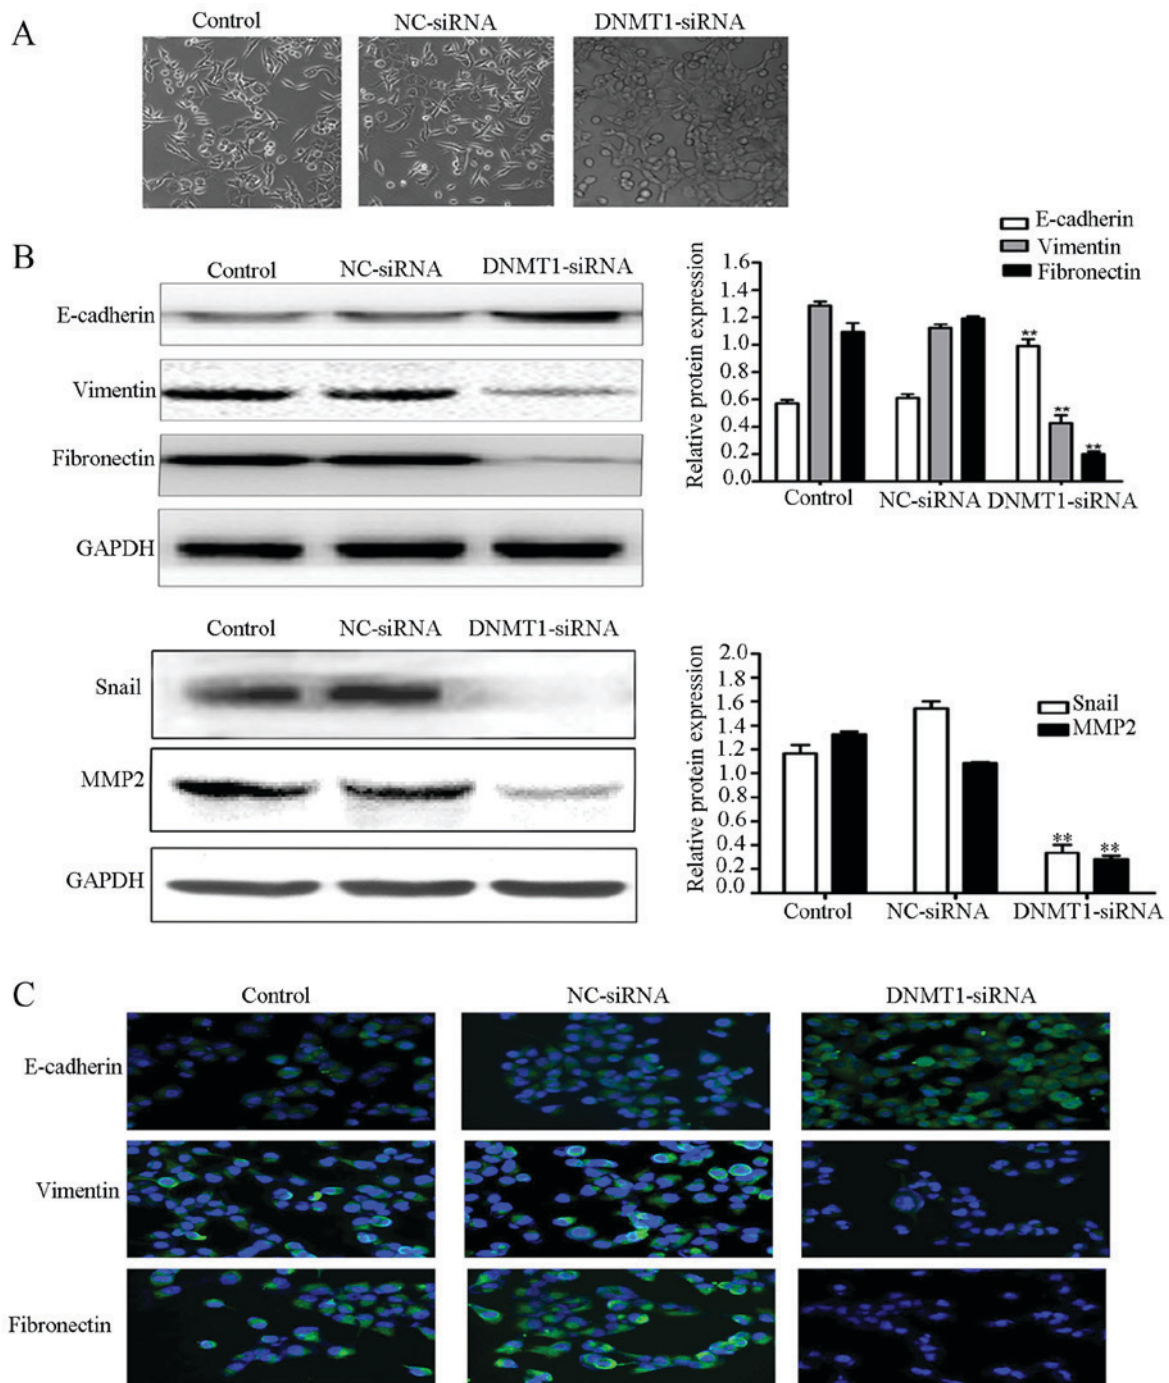 A
Control NC-siRNA DNMT1-siRNA
B
Control NC-siRNA DNMT1-siRNA
E-cadherin
Vimentin
Fibronectin
GAPDH
E-cadherin
Vimentin
Fibronectin
Relative protein expression
1.6
1.4
1.2
1.0
0.8
0.6
0.4
0.2
0.0
** ** **
Control NC-siRNA DNMT1-siRNA
Control NC-siRNA DNMT1-siRNA
Snail
MMP2
GAPDH
Snail
MMP2
Relative protein expression
2.0
1.8
1.6
1.4
1.2
1.0
0.8
0.6
0.4
0.2
0.0
** **
Control NC-siRNA DNMT1-siRNA
C
Control NC-siRNA DNMT1-siRNA
E-cadherin
Vimentin
Fibronectin